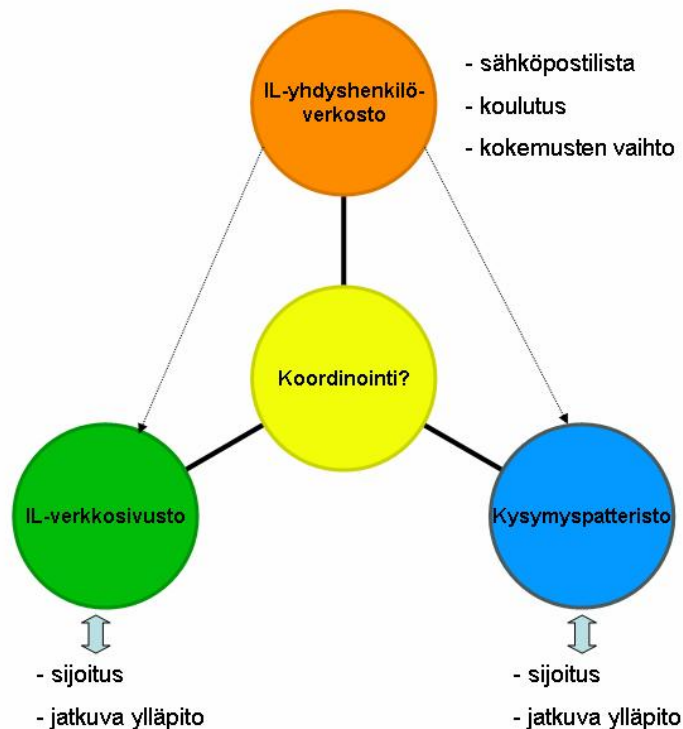 IL-yhdyshenkilö-
verkosto
- sähköpostilista
- koulutus
- kokemusten vaihto
Koordinointi?
IL-verkkosivusto
Kysymyspatteristo
- sijoitus
- jatkuva ylläpito
- sijoitus
- jatkuva ylläpito